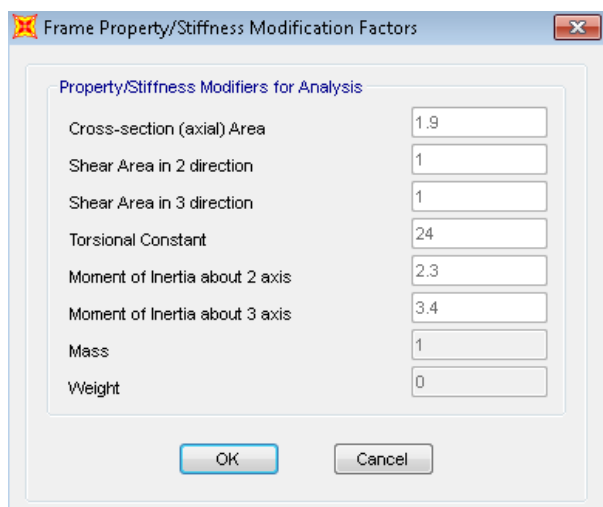 Frame Property/Stiffness Modification Factors
Property/Stiffness Modifiers for Analysis
Cross-section (axial) Area 1.9
Shear Area in 2 direction 1
Shear Area in 3 direction 1
Torsional Constant 24
Moment of Inertia about 2 axis 2.3
Moment of Inertia about 3 axis 3.4
Mass 1
Weight 0
OK Cancel